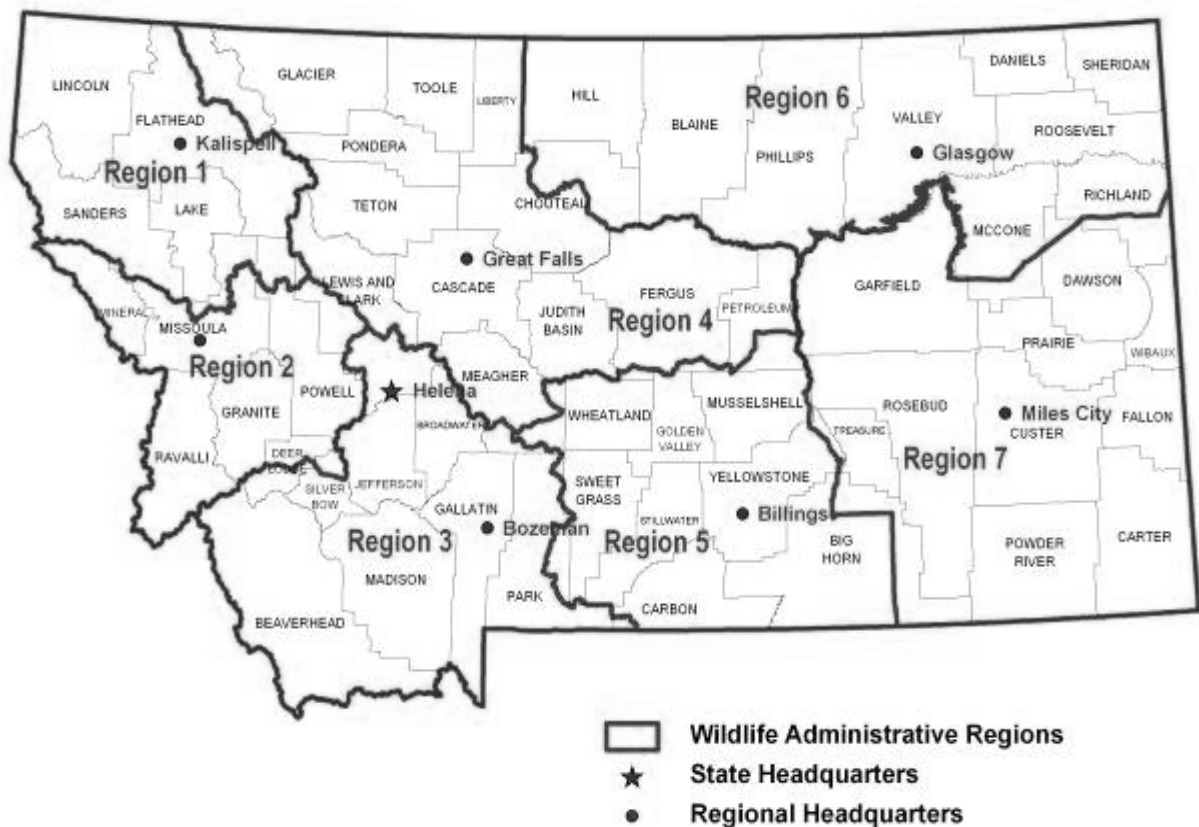 LINCOLN
GLACIER
TOOLE
LIBERTY
HILL
BLAINE
Region 6
PHILLIPS
VALLEY
DANIELS
SHERIDAN
ROOSEVELT
FLATHEAD
Kalispell
Region 1
PONDERA
Glasgow
RICHLAND
SANDERS
LAKE
TETON
CHOUTEAU
MCCONE
Great Falls
LEWIS AND
CLARK
CASCADE
JUDITH
BASIN
FERGUS
Region 4
PETROLEUM
GARFIELD
DAWSON
MINERAL
MISSOULA
Region 2
POWELL
GRANITE
Helena
MEAGHER
BROADWATER
WHEATLAND
GOLDEN
VALLEY
MUSSELSHELL
PRAIRIE
WIBAUX
ROSEBUD
TREASURE
Miles City
CUSTER
FALLON
Region 7
RAVALLI
DEER
LODGE
SILVER
BOW
JEFFERSON
GALLATIN
Bozeman
Region 3
MADISON
SWEET
GRASS
STILLWATER
Region 5
YELLOWSTONE
Billings
BIG
HORN
POWDER
RIVER
CARTER
BEAVERHEAD
PARK
CARBON
Wildlife Administrative Regions
State Headquarters
Regional Headquarters